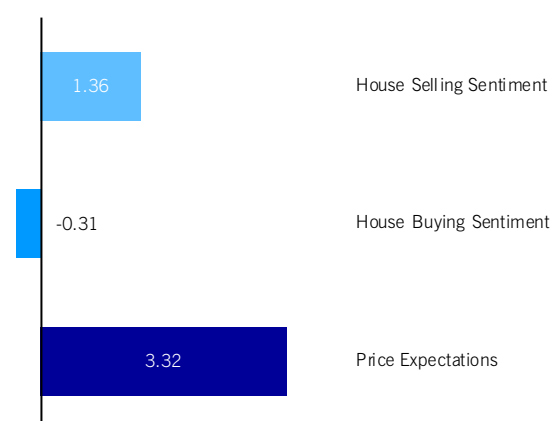 1.36 House Selling Sentiment
-0.31 House Buying Sentiment
3.32 Price Expectations